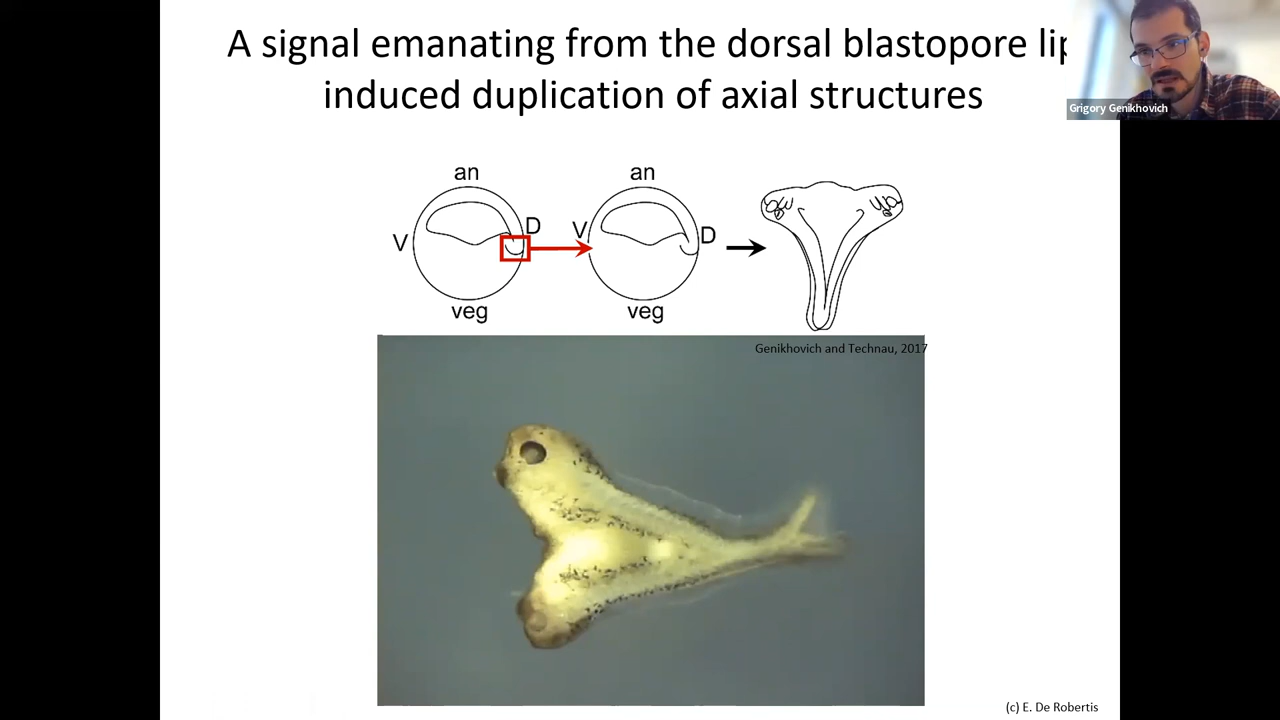 A signal emanating from the dorsal blastopore lip
induced duplication of axial structures
Grigory Genikhovich
an
an
V
D
V
D
veg
veg
Genikhovich and Technau, 2017
(c) E. De Robertis